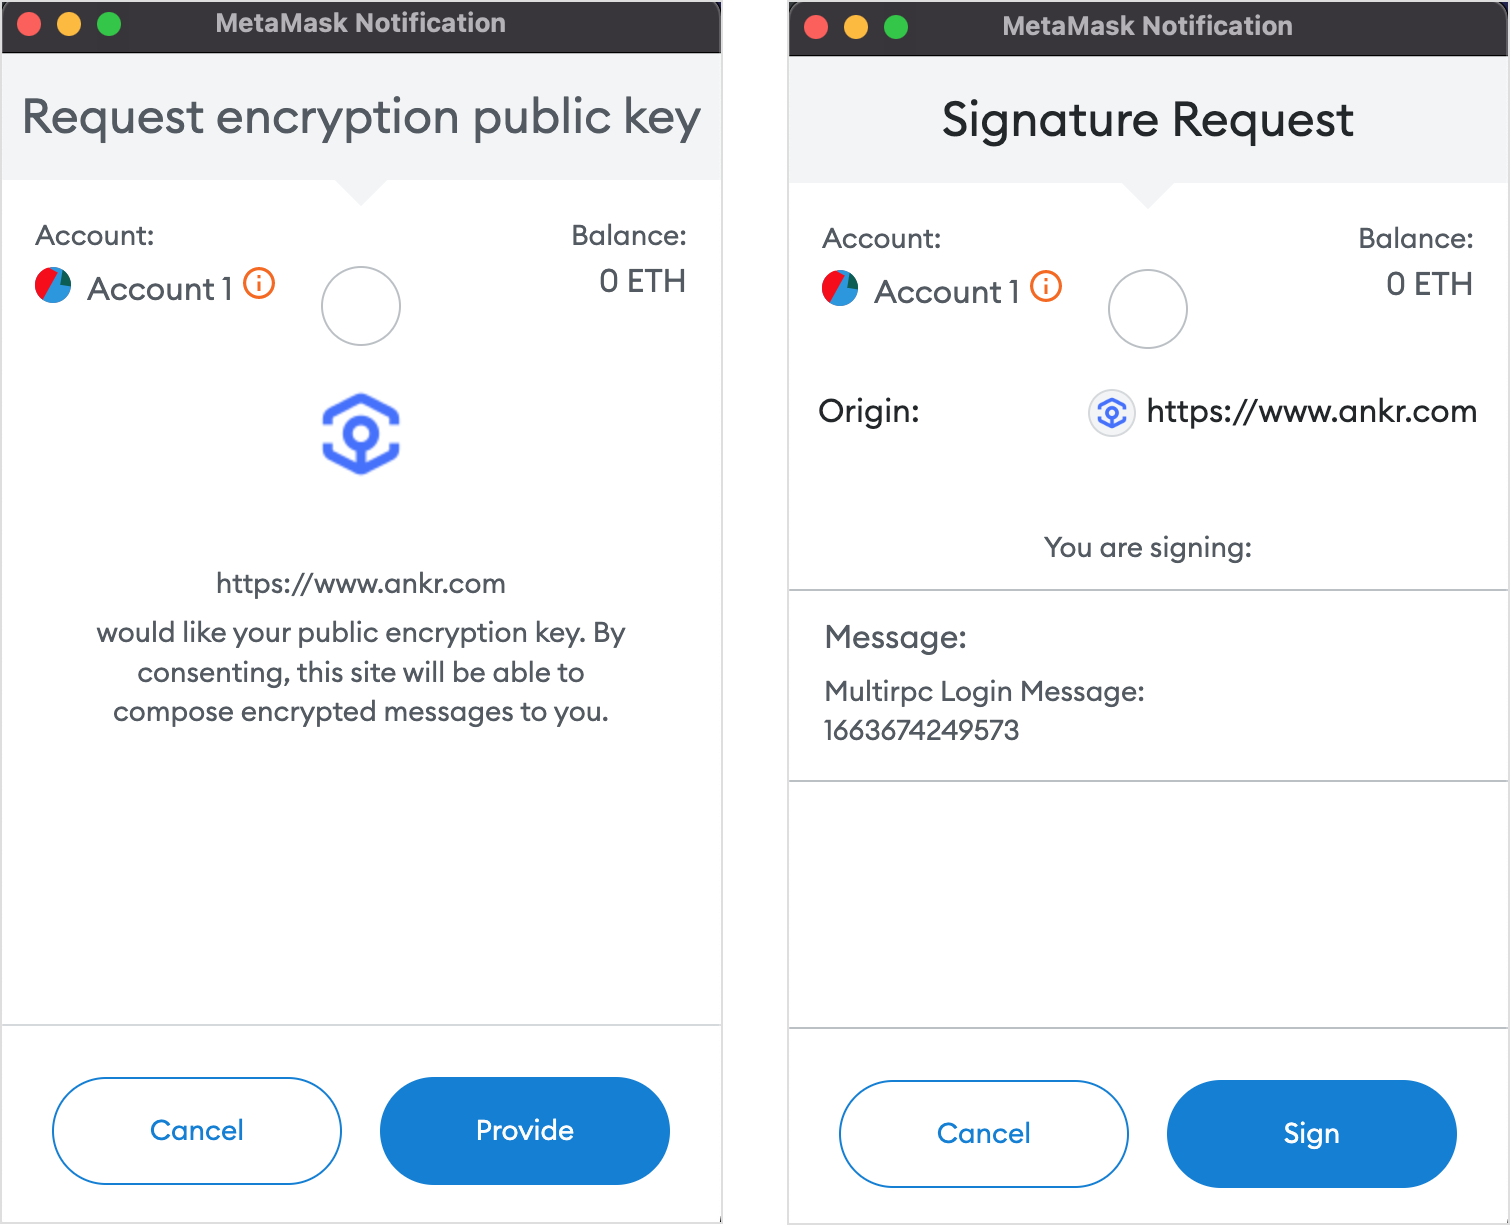 MetaMask Notification
Request encryption public key
Account:
Balance:
Account 1
0 ETH
https://www.ankr.com
would like your public encryption key. By
consenting, this site will be able to
compose encrypted messages to you.
Cancel
Provide
MetaMask Notification
Signature Request
Account:
Balance:
Account 1
0 ETH
Origin:
https://www.ankr.com
You are signing:
Message:
Multirpc Login Message:
1663674249573
Cancel
Sign